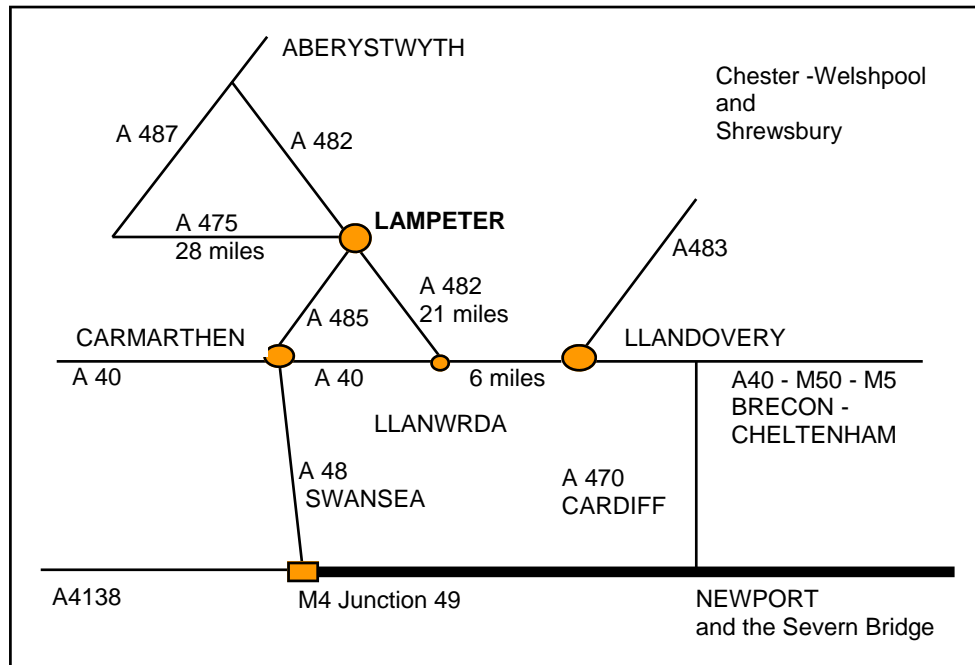 ABERYSTWYTH
Chester -Welshpool
and
Shrewsbury
A 487
A 482
A 475
28 miles
LAMPETER
A483
A 482
21 miles
A 485
CARMARTHEN
LLANDOVERY
A 40
A 40
6 miles
A40 - M50 - M5
BRECON -
CHELTENHAM
LLANWRDA
A 48
SWANSEA
A 470
CARDIFF
A4138
M4 Junction 49
NEWPORT
and the Severn Bridge